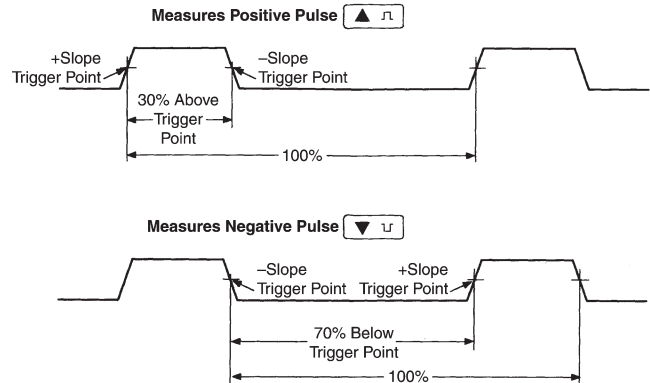 Measures Positive Pulse
+Slope
Trigger Point
–Slope
Trigger Point
30% Above
Trigger
Point
100%
Measures Negative Pulse
–Slope
Trigger Point
+Slope
Trigger Point
70% Below
Trigger Point
100%